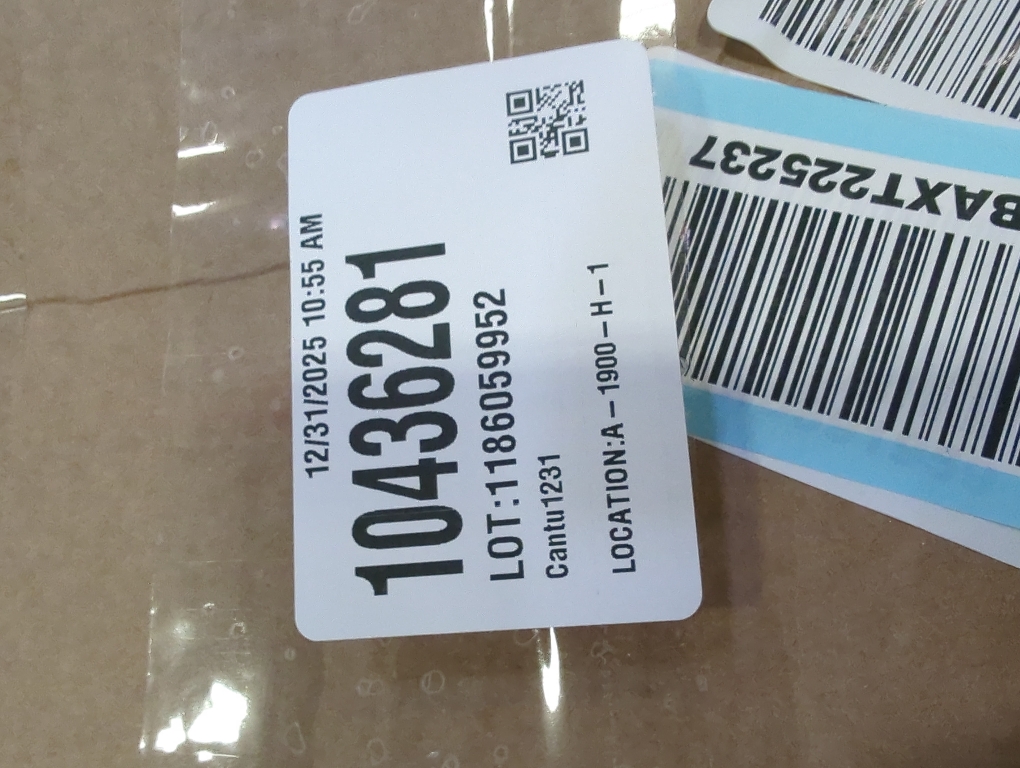 12/31/2025 10:55 AM
10436281
LOT:1186059952
Cantu1231
LOCATION:A-1900-H-1
BAXT225237